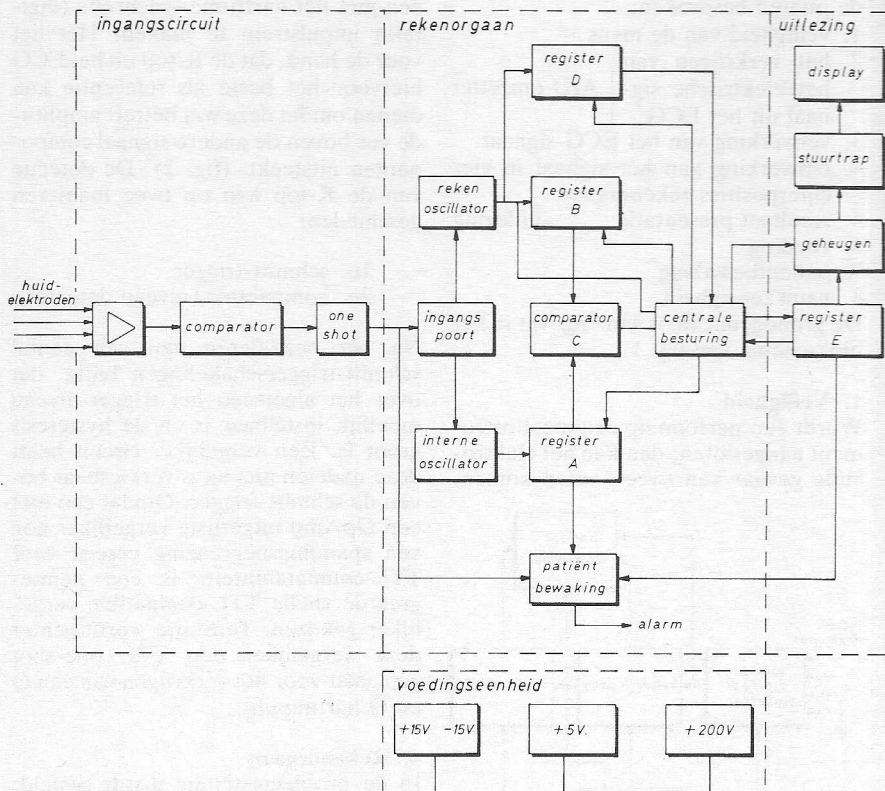 ingangscircuit
rekenorgaan
uitlezing
register
D
display
stuurtrap
reken
oscillator
register
B
geheugen
huid-
elektroden
comparator
one
shot
ingangs
poort
comparator
C
centrale
besturing
register
E
interne
oscillator
register
A
patiënt
bewaking
alarm
voedingseenheid
+15V -15V
+5V.
+200V